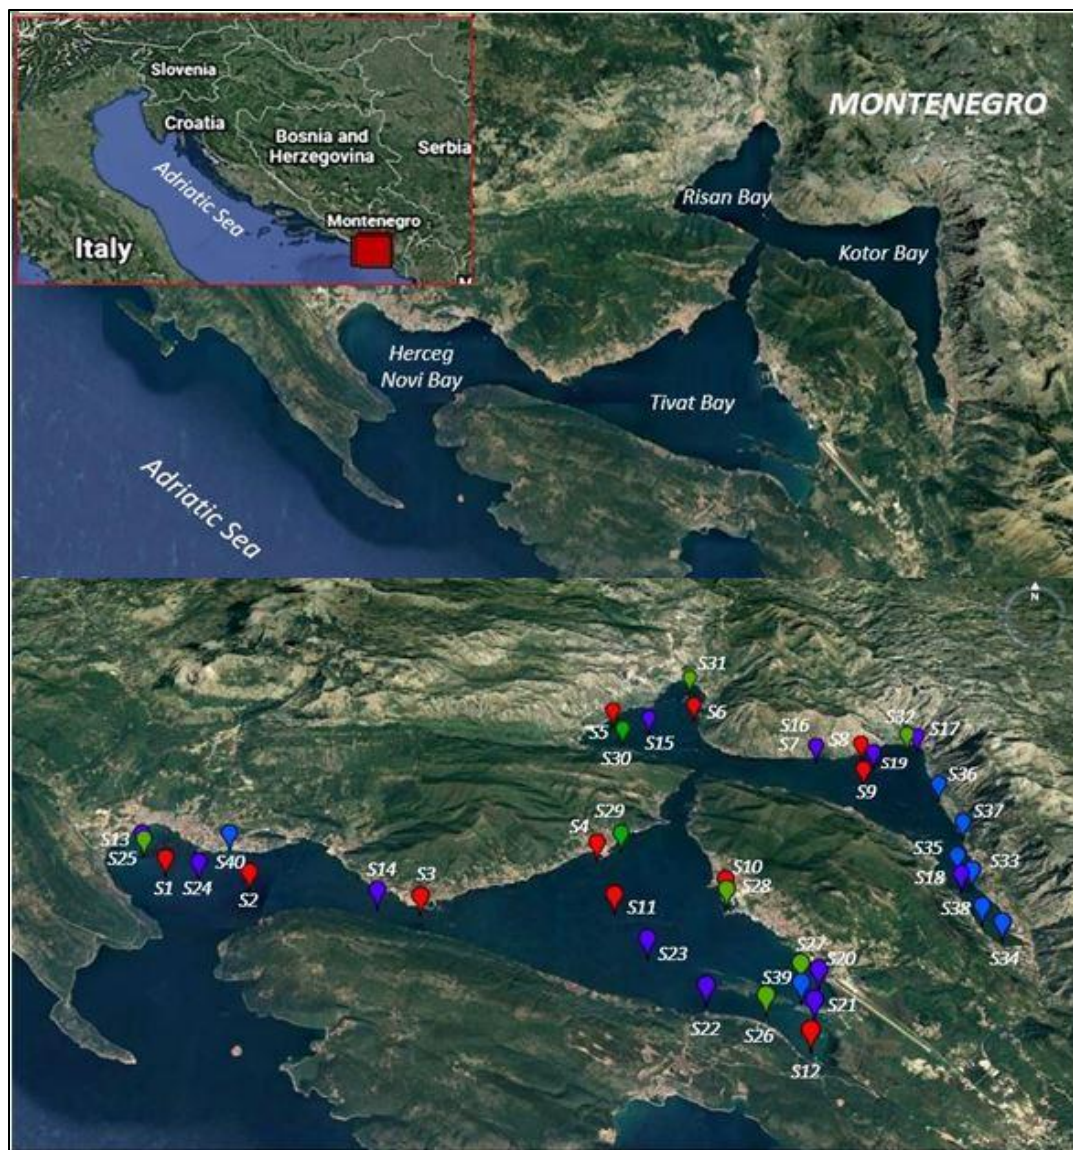 MONTENEGRO
Slovenia
Croatia
Bosnia and
Herzegovina
Serbia
Adriatic Sea
Montenegro
Italy
Risan Bay
Kotor Bay
Herceg
Novi Bay
Tivat Bay
Adriatic Sea
N
S31
S6
S5
S15
S30
S16
S7
S8
S32
S17
S19
S9
S36
S37
S29
S4
S13
S25
S40
S1
S24
S2
S14
S3
S10
S28
S11
S35
S33
S18
S38
S34
S23
S27
S20
S39
S21
S22
S26
S12